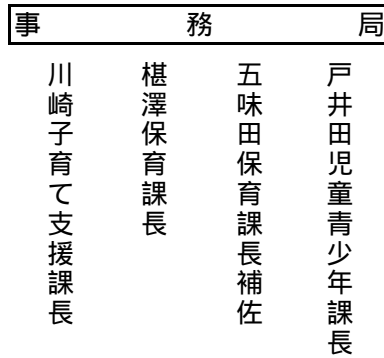 事務局
戸井田児童青少年課長
五味田保育課長補佐
椹澤保育課長
川崎子育て支援課長